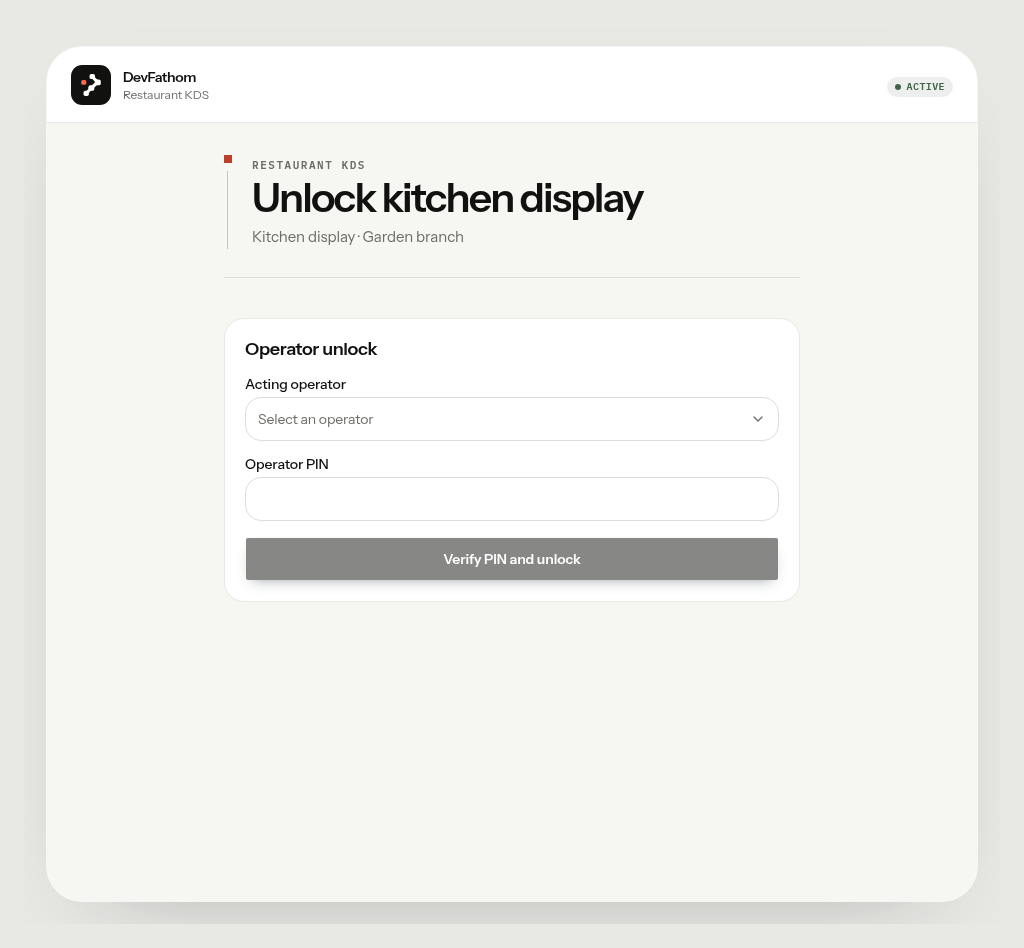 DevFathom
Restaurant KDS
ACTIVE
RESTAURANT KDS
Unlock kitchen display
Kitchen display · Garden branch
Operator unlock
Acting operator
Select an operator
Operator PIN
Verify PIN and unlock